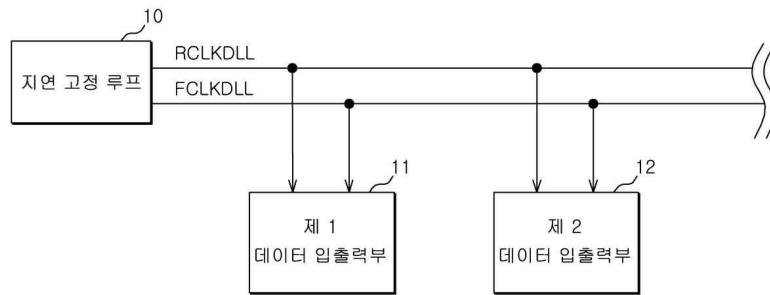 10
RCLKDLL
지연 고정 루프
FCLKDLL
11
12
제 1
데이터 입출력부
제 2
데이터 입출력부